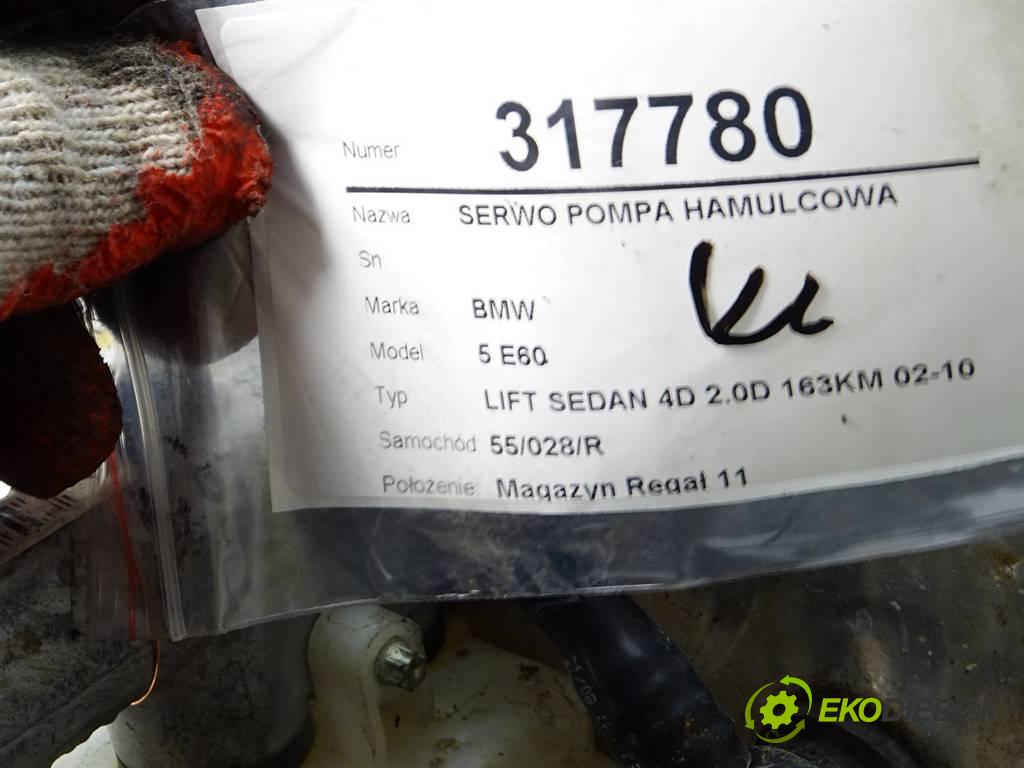 Numer 317780
Nazwa SERWO POMPA HAMULCOWA
Sn
Marka BMW
Model 5 E60
Typ LIFT SEDAN 4D 2.0D 163KM 02-10
Samochód 55/028/R
Położenie: Magazyn Regał 11
EKO